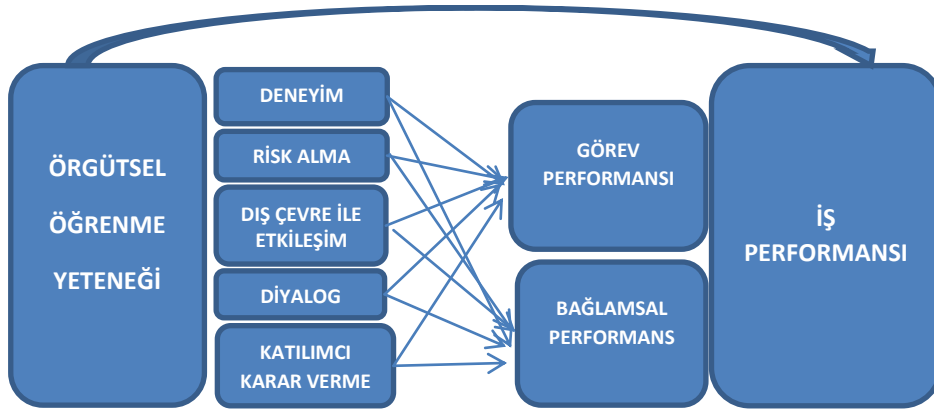 ÖRGÜTSEL
ÖĞRENME
YETENEĞİ
DENEYİM
RİSK ALMA
DIŞ ÇEVRE İLE
ETKİLEŞİM
DİYALOG
KATILIMCI
KARAR VERME
GÖREV
PERFORMANSI
BAĞLAMSAL
PERFORMANS
İŞ
PERFORMANSI